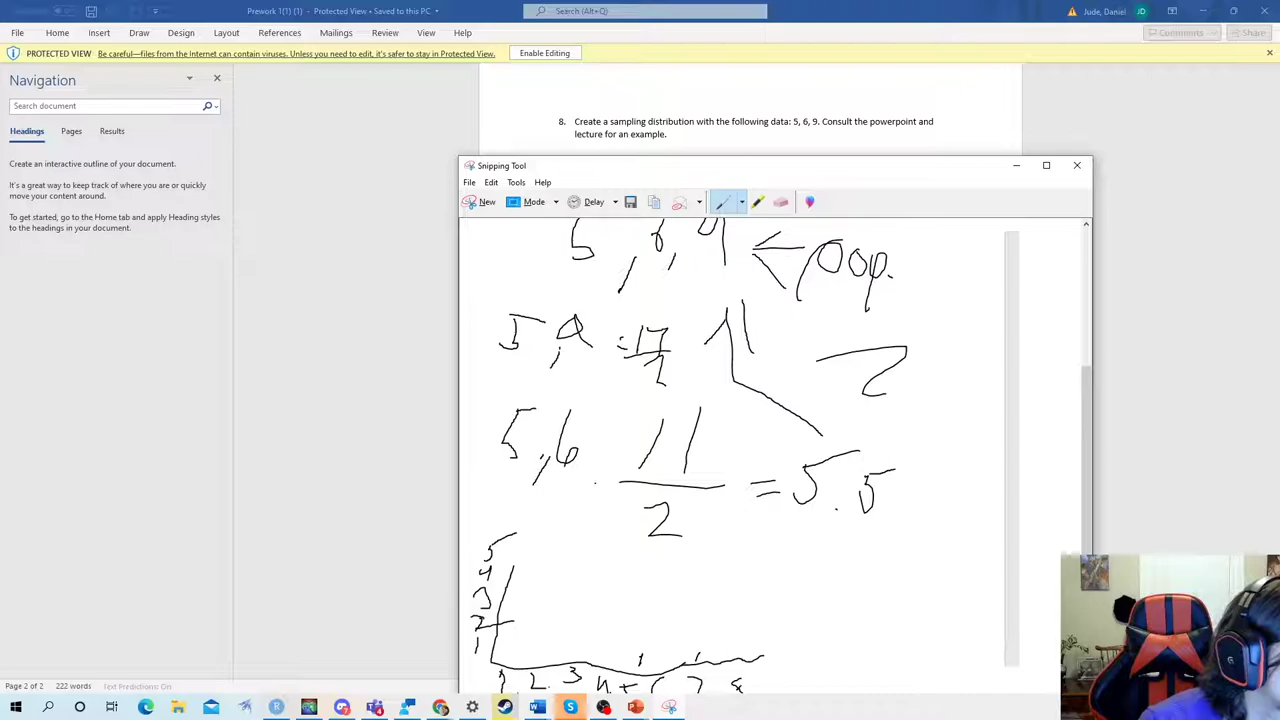 Prework 1(1) (1) - Protected View • Saved to this PC
Search (Alt+Q)
Jude, Daniel
JD
File Home Insert Draw Design Layout References Mailings Review View Help
Comments
Share
PROTECTED VIEW Be careful—files from the Internet can contain viruses. Unless you need to edit, it's safer to stay in Protected View.
Enable Editing
Navigation
Search document
Headings Pages Results
Create an interactive outline of your document.
It's a great way to keep track of where you are or quickly
move your content around.
To get started, go to the Home tab and apply Heading styles
to the headings in your document.
8. Create a sampling distribution with the following data: 5, 6, 9. Consult the powerpoint and
lecture for an example.
Snipping Tool
File Edit Tools Help
New Mode Delay
5, 6, 9 pop.
2
5, 6. 11
2
= 5.5
5
4
3
2
1
Page 2 of 2 222 words Text Predictions: On